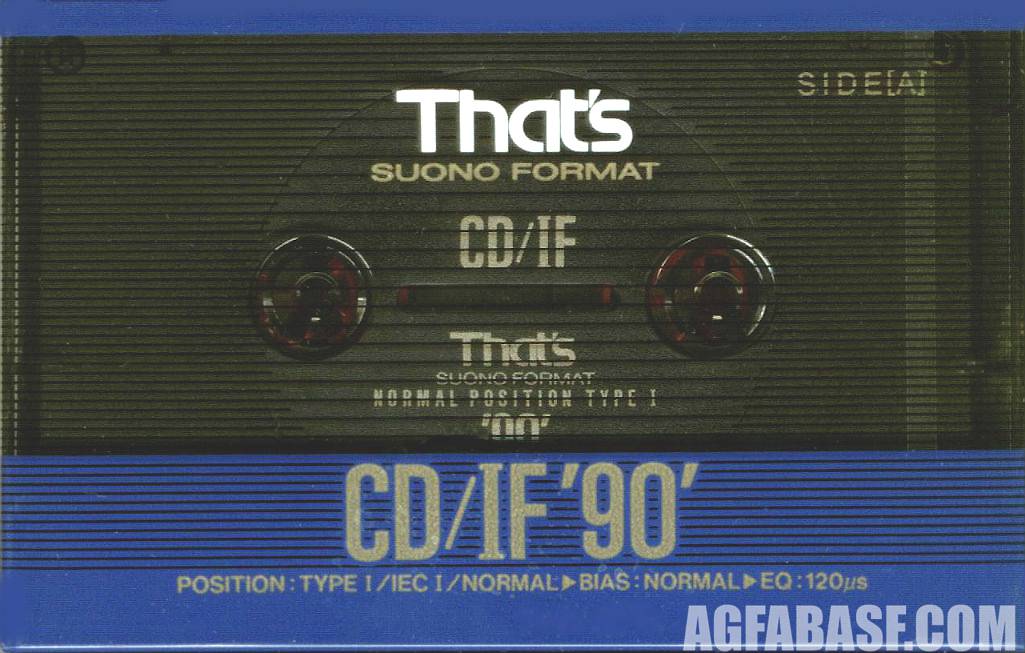 SIDE[A]
That's
SUONO FORMAT
CD/IF
That's
SUONO FORMAT
NORMAL POSITION TYPE I
'90'
CD/IF '90'
POSITION : TYPE I/IEC I/NORMAL▶BIAS : NORMAL▶EQ : 120μs
AGFABASF.COM